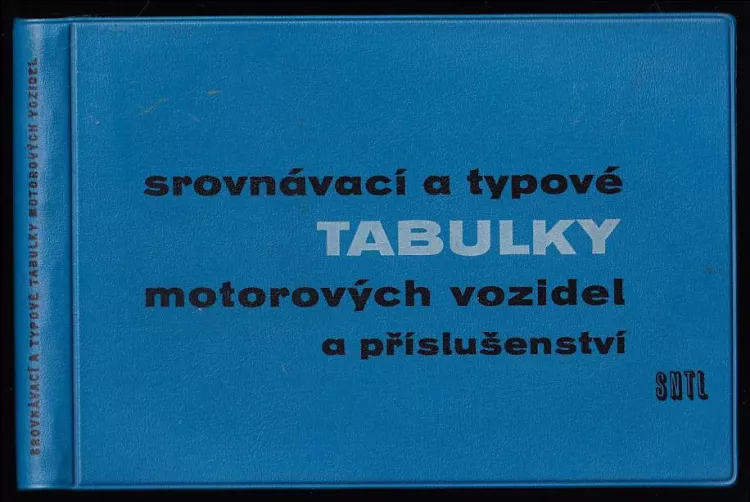 SROVNÁVACÍ A TYPOVÉ TABULKY MOTOROVÝCH VOZIDEL
srovnávací a typové
TABULKY
motorových vozidel
a příslušenství
SNTL